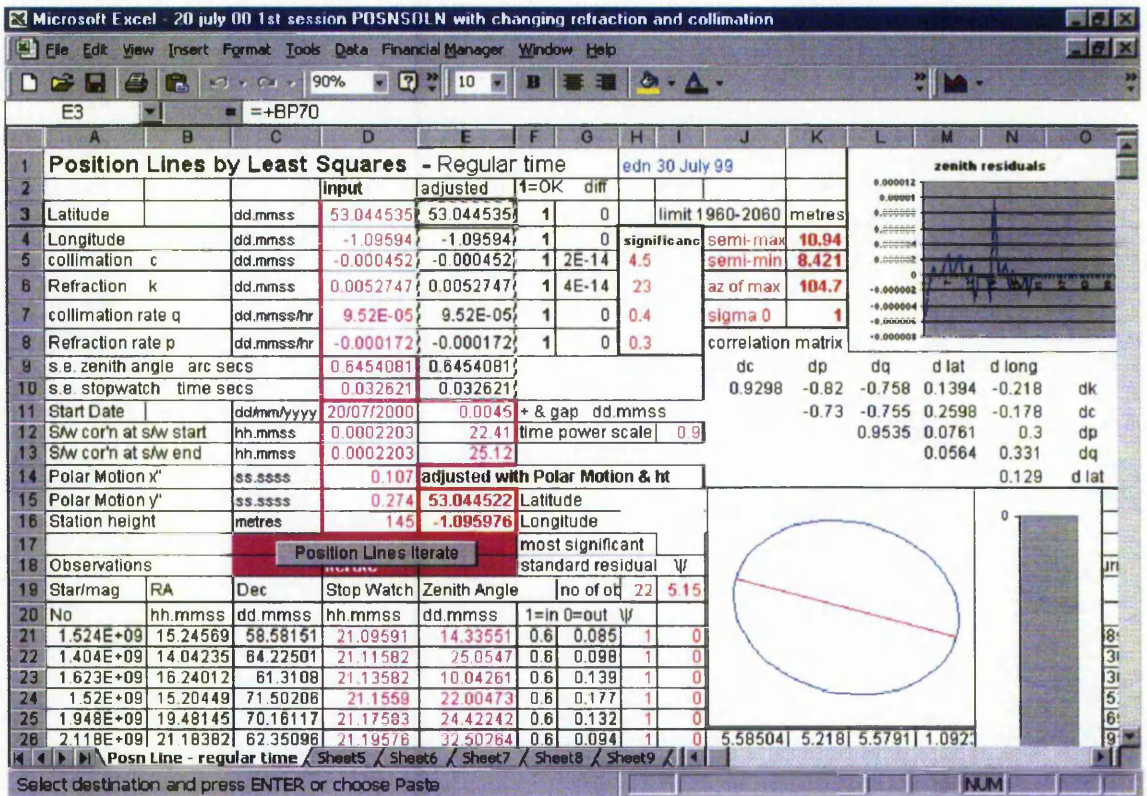 Microsoft Excel - 20 july 00 1st session POSNSOLN with changing refraction and collimation
File Edit View Insert Format Tools Data Financial Manager Window Help
90% 10 B A
E3 = =+BP70
A B C D E F G H I J K L M N O
1 Position Lines by Least Squares - Regular time edn 30 July 99 zenith residuals
2 input adjusted 1=OK diff
3 Latitude dd.mmss 53.044535 53.044535 1 0 limit 1960-2060 metres
4 Longitude dd.mmss -1.09594 -1.09594 1 0 significanc semi-max 10.94
5 collimation c dd.mmss -0.000452 -0.000452 1 2E-14 4.5 semi-min 8.421
6 Refraction k dd.mmss 0.0052747 0.0052747 1 4E-14 23 az of max 104.7
7 collimation rate q dd.mmss/hr 9.52E-05 9.52E-05 1 0 0.4 sigma 0 1
8 Refraction rate p dd.mmss/hr -0.000172 -0.000172 1 0 0.3 correlation matrix
0.000012
0.00001
0
-0.000002
-0.000004
-0.000006
-0.000008
9 s.e. zenith angle arc secs 0.6454081 0.6454081 dc dp dq d lat d long
10 s.e. stopwatch time secs 0.032621 0.032621 0.9298 -0.82 -0.758 0.1394 -0.218 dk
11 Start Date dd/mm/yyyy 20/07/2000 0.0045 + & gap dd.mmss -0.73 -0.755 0.2598 -0.178 dc
12 S/w cor'n at s/w start hh.mmss 0.0002203 22.41 time power scale 0.9 0.9535 0.0761 0.3 dp
13 S/w cor'n at s/w end hh.mmss 0.0002203 25.12 0.0564 0.331 dq
14 Polar Motion x" ss.ssss 0.107 adjusted with Polar Motion & ht 0.129 d lat
15 Polar Motion y" ss.ssss 0.274 53.044522 Latitude
16 Station height metres 145 -1.095976 Longitude 0
17 Position Lines Iterate most significant
18 Observations standard residual ψ
19 Star/mag RA Dec Stop Watch Zenith Angle no of ob 22 5.15
20 No hh.mmss dd.mmss hh.mmss dd.mmss 1=in 0=out ψ
21 1.524E+09 15.24569 58.58151 21.09591 14.33551 0.6 0.085 1 0
22 1.404E+09 14.04235 64.22501 21.11582 25.0547 0.6 0.098 1 0
23 1.623E+09 16.24012 61.3108 21.13582 10.04261 0.6 0.139 1 0
24 1.52E+09 15.20449 71.50206 21.1559 22.00473 0.6 0.177 1 0
25 1.948E+09 19.48145 70.16117 21.17583 24.42242 0.6 0.132 1 0
26 2.118E+09 21.18382 62.35096 21.19576 32.50264 0.6 0.094 1 0 5.58504 5.218 5.5791
Posn Line - regular time Sheet5 Sheet6 Sheet7 Sheet8 Sheet9
Select destination and press ENTER or choose Paste NUM